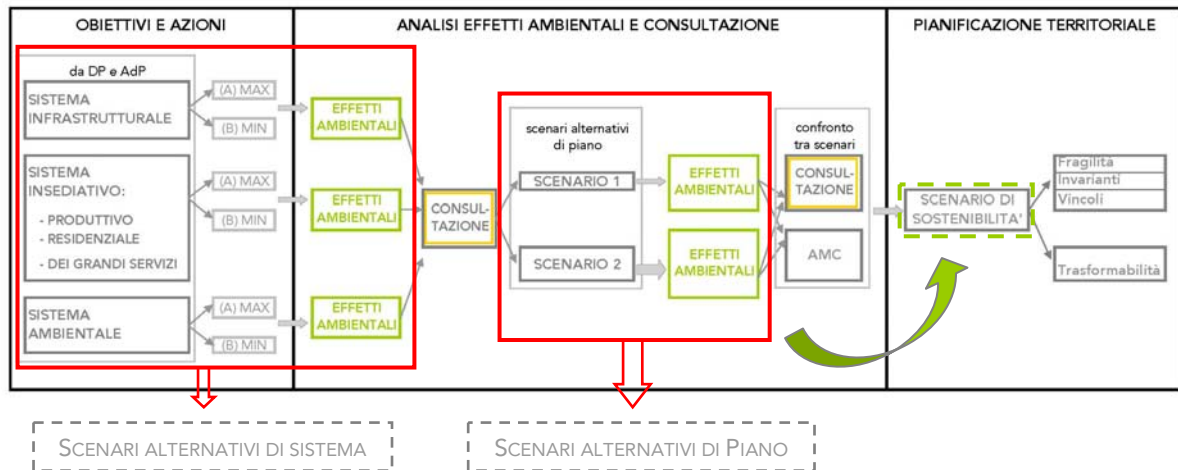 OBIETTIVI E AZIONI
ANALISI EFFETTI AMBIENTALI E CONSULTAZIONE
PIANIFICAZIONE TERRITORIALE
da DP e AdP
SISTEMA
INFRASTRUTTURALE
(A) MAX
(B) MIN
EFFETTI
AMBIENTALI
SISTEMA
INSEDIATIVO:
- PRODUTTIVO
- RESIDENZIALE
- DEI GRANDI SERVIZI
(A) MAX
(B) MIN
EFFETTI
AMBIENTALI
SISTEMA
AMBIENTALE
(A) MAX
(B) MIN
EFFETTI
AMBIENTALI
CONSUL-
TAZIONE
scenari alternativi
di piano
SCENARIO 1
SCENARIO 2
EFFETTI
AMBIENTALI
EFFETTI
AMBIENTALI
confronto
tra scenari
CONSUL-
TAZIONE
AMC
SCENARIO DI
SOSTENIBILITA'
Fragilità
Invarianti
Vincoli
Trasformabilità
SCENARI ALTERNATIVI DI SISTEMA
SCENARI ALTERNATIVI DI PIANO